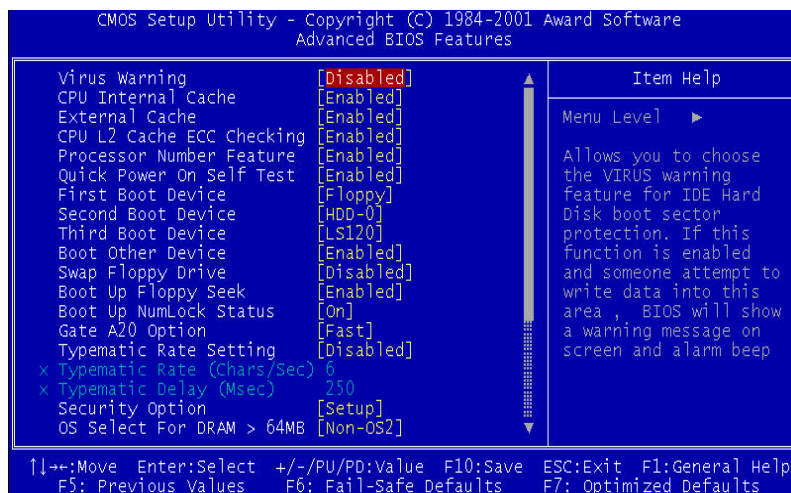 CMOS Setup Utility - Copyright (C) 1984-2001 Award Software
Advanced BIOS Features
Virus Warning [Disabled]
CPU Internal Cache [Enabled]
External Cache [Enabled]
CPU L2 Cache ECC Checking [Enabled]
Processor Number Feature [Enabled]
Quick Power On Self Test [Enabled]
First Boot Device [Floppy]
Second Boot Device [HDD-0]
Third Boot Device [LS120]
Boot Other Device [Enabled]
Swap Floppy Drive [Disabled]
Boot Up Floppy Seek [Enabled]
Boot Up NumLock Status [On]
Gate A20 Option [Fast]
Typematic Rate Setting [Disabled]
x Typematic Rate (Chars/Sec) 6
x Typematic Delay (Msec) 250
Security Option [Setup]
OS Select For DRAM > 64MB [Non-OS2]
Item Help
Menu Level ►
Allows you to choose
the VIRUS warning
feature for IDE Hard
Disk boot sector
protection. If this
function is enabled
and someone attempt to
write data into this
area , BIOS will show
a warning message on
screen and alarm beep
↑↓→←:Move Enter:Select +/-/PU/PD:Value F10:Save ESC:Exit F1:General Help
F5: Previous Values F6: Fail-Safe Defaults F7: Optimized Defaults